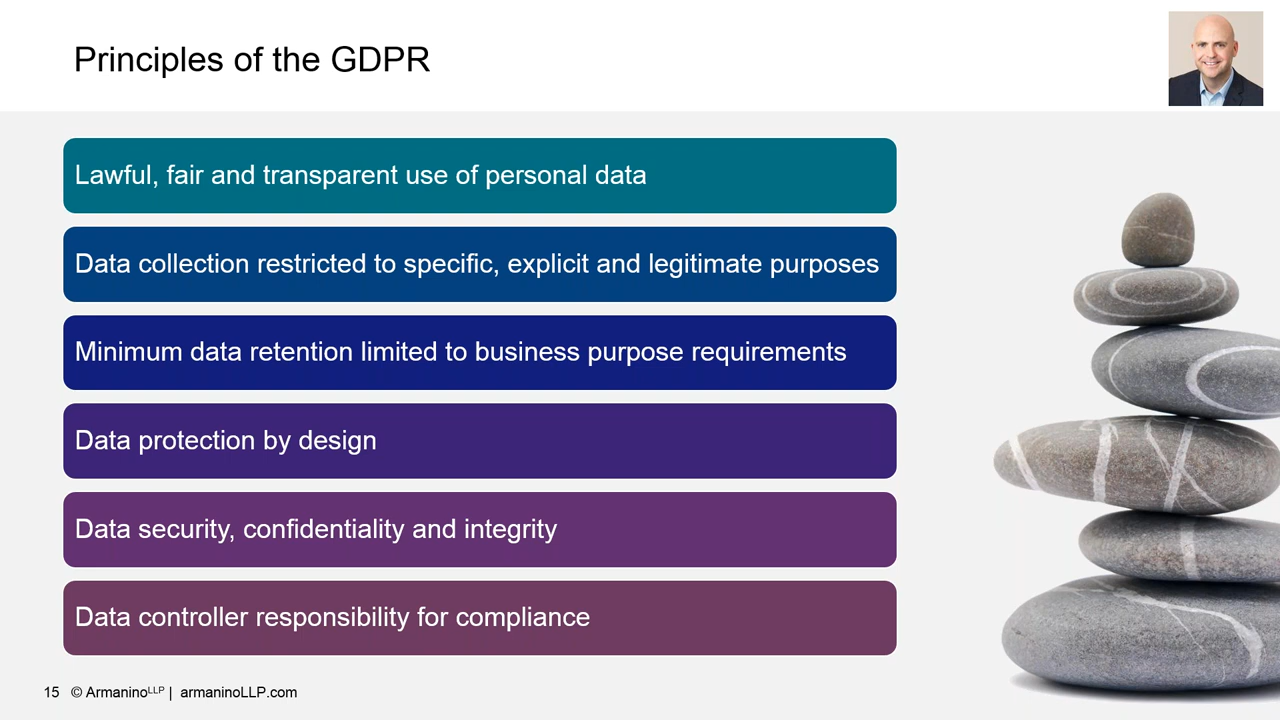 Principles of the GDPR
Lawful, fair and transparent use of personal data
Data collection restricted to specific, explicit and legitimate purposes
Minimum data retention limited to business purpose requirements
Data protection by design
Data security, confidentiality and integrity
Data controller responsibility for compliance
15 © ArmaninoLLP | armaninoLLP.com